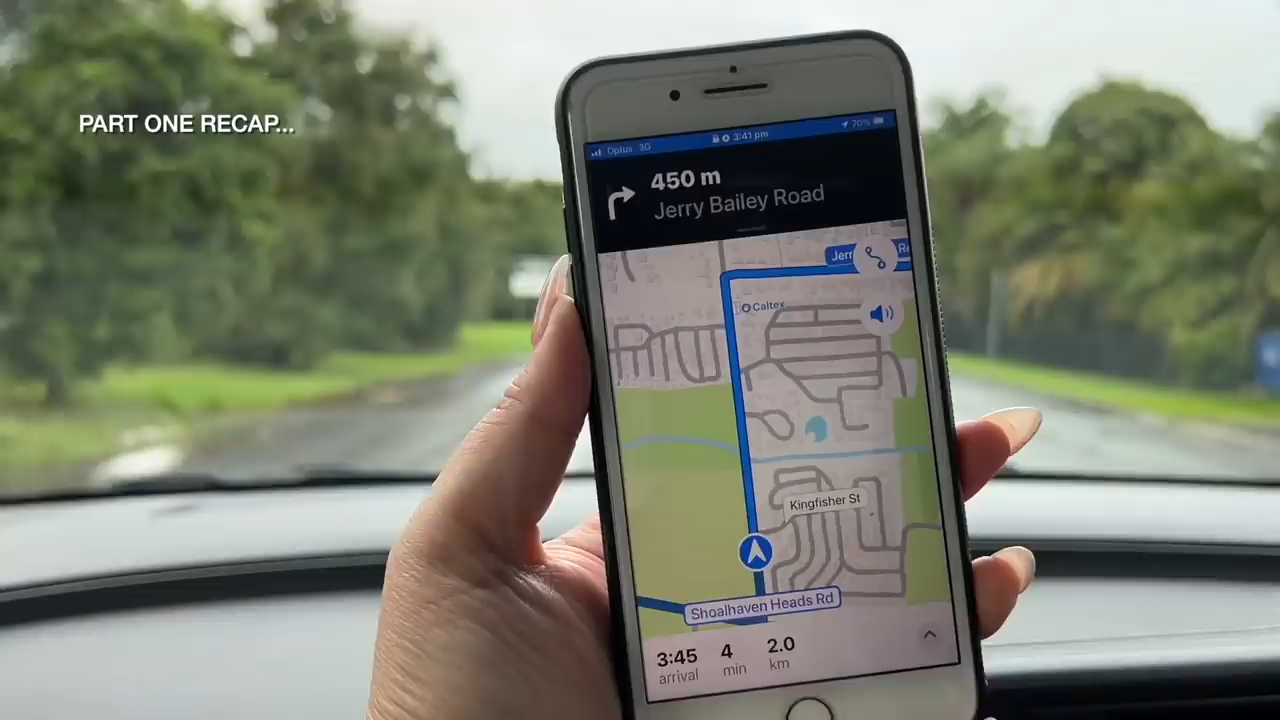 PART ONE RECAP...
Optus 3G 3:41 pm 70%
450 m
Jerry Bailey Road
Jerr
Caltex
Kingfisher St
Shoalhaven Heads Rd
3:45 4 2.0
arrival min km